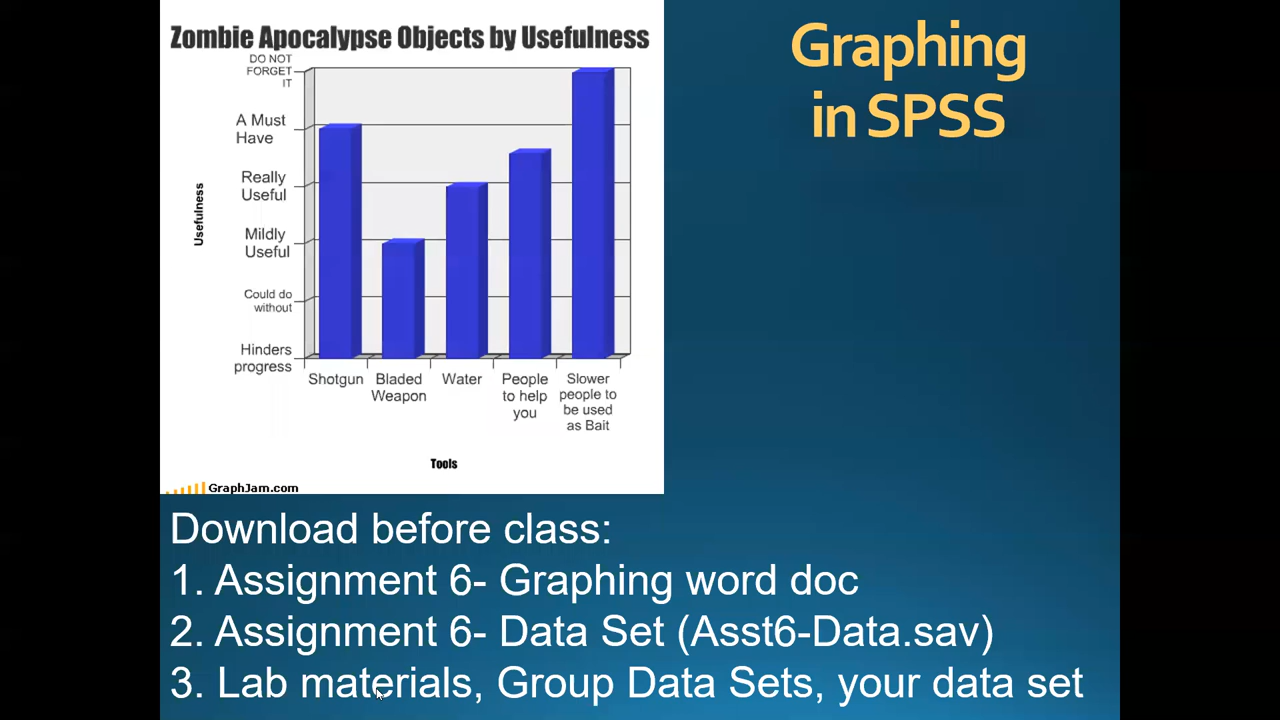 Zombie Apocalypse Objects by Usefulness
DO NOT
FORGET
IT
A Must
Have
Really
Useful
Mildly
Useful
Could do
without
Hinders
progress
Usefulness
Shotgun
Bladed
Weapon
Water
People
to help
you
Slower
people to
be used
as Bait
Tools
GraphJam.com
Graphing
in SPSS
Download before class:
1. Assignment 6- Graphing word doc
2. Assignment 6- Data Set (Asst6-Data.sav)
3. Lab materials, Group Data Sets, your data set